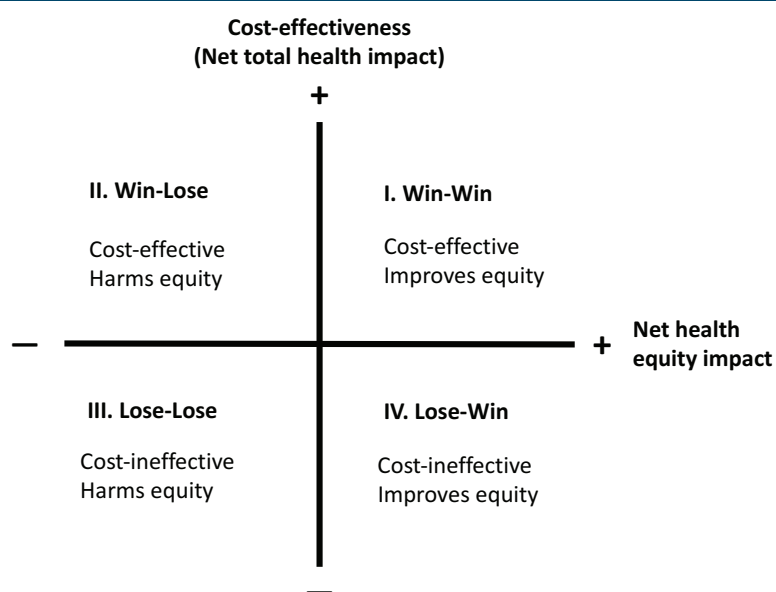 Cost-effectiveness
(Net total health impact)
+
II. Win-Lose
Cost-effective
Harms equity
I. Win-Win
Cost-effective
Improves equity
–
+
Net health
equity impact
III. Lose-Lose
Cost-ineffective
Harms equity
IV. Lose-Win
Cost-ineffective
Improves equity
–